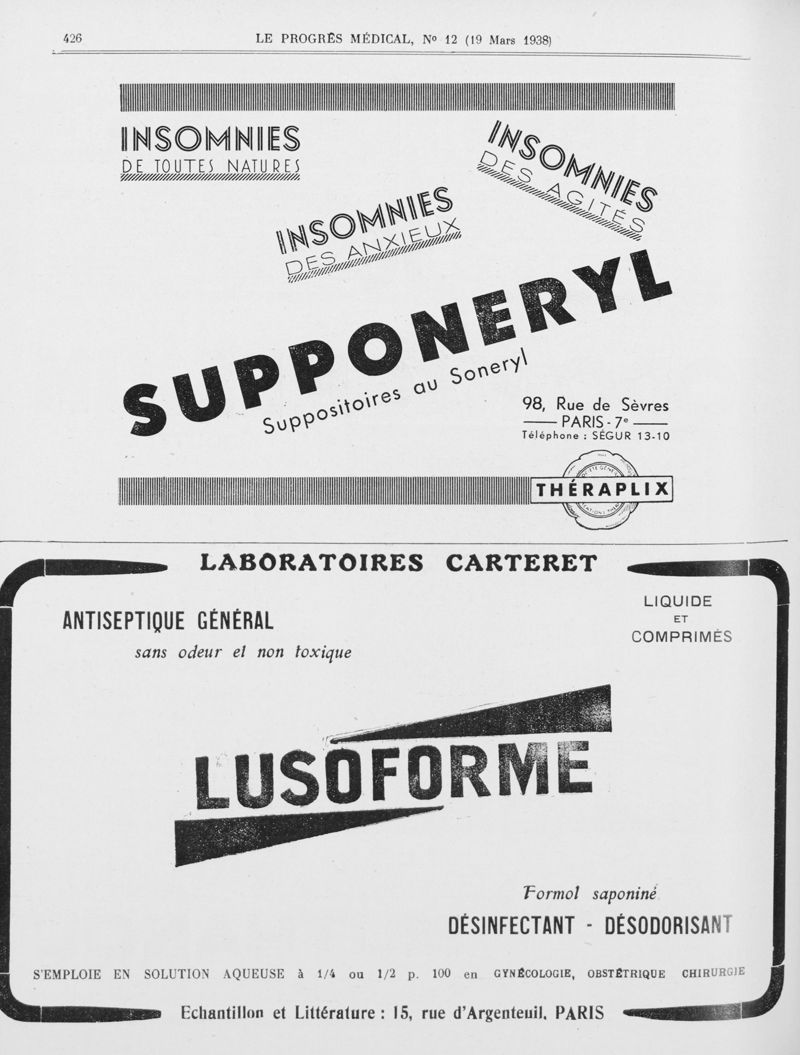 426
LE PROGRÈS MÉDICAL, No 12 (19 Mars 1938)
INSOMNIES
DE TOUTES NATURES
INSOMNIES
DES AGITÉS
INSOMNIES
DES ANXIEUX
SUPPONERYL
Suppositoires au Soneryl
98, Rue de Sèvres
PARIS - 7e
Téléphone : SÉGUR 13-10
THÉRAPLIX
LABORATOIRES CARTERET
ANTISEPTIQUE GÉNÉRAL
sans odeur et non toxique
LIQUIDE
ET
COMPRIMÉS
LUSOFORME
Formol saponiné
DÉSINFECTANT - DÉSODORISANT
S'EMPLOIE EN SOLUTION AQUEUSE à 1/4 ou 1/2 p. 100 en GYNÉCOLOGIE, OBSTÉTRIQUE CHIRURGIE
Echantillon et Littérature : 15, rue d'Argenteuil, PARIS